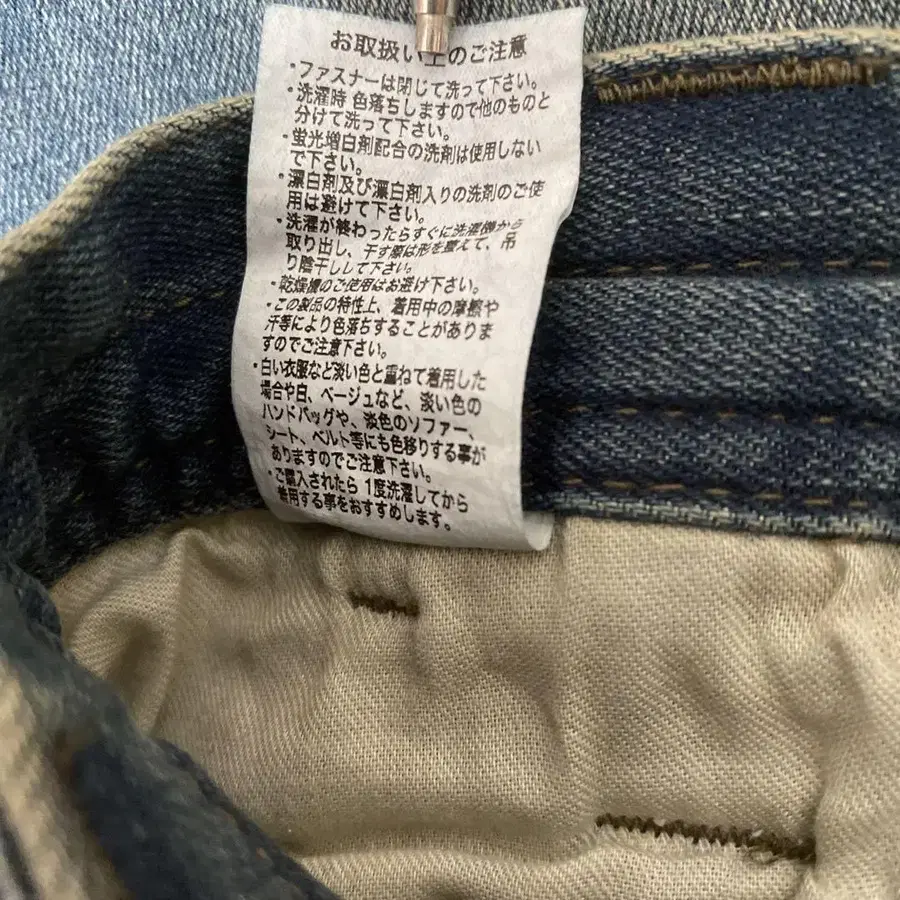 お取扱い上のご注意
・ファスナーは閉じて洗って下さい。
・洗濯時 色落ちしますので他のものと
分けて洗って下さい。
・蛍光増白剤配合の洗剤は使用しない
で下さい。
・漂白剤及び漂白剤入りの洗剤のご使
用は避けて下さい。
・洗濯が終わったらすぐに洗濯機から
取り出し、干す際は形を整えて、吊
り陰干しして下さい。
・乾燥機のご使用はお避け下さい。
・この製品の特性上、着用中の摩擦や
汗等により色落ちすることがありま
すのでご注意下さい。
・白い衣服など淡い色と重ねて着用した
場合や白、ベージュなど、淡い色の
ハンドバッグや、淡色のソファー、
シート、ベルト等にも色移りする事が
ありますのでご注意下さい。
・ご購入されたら 1度洗濯してから
着用する事をおすすめします。